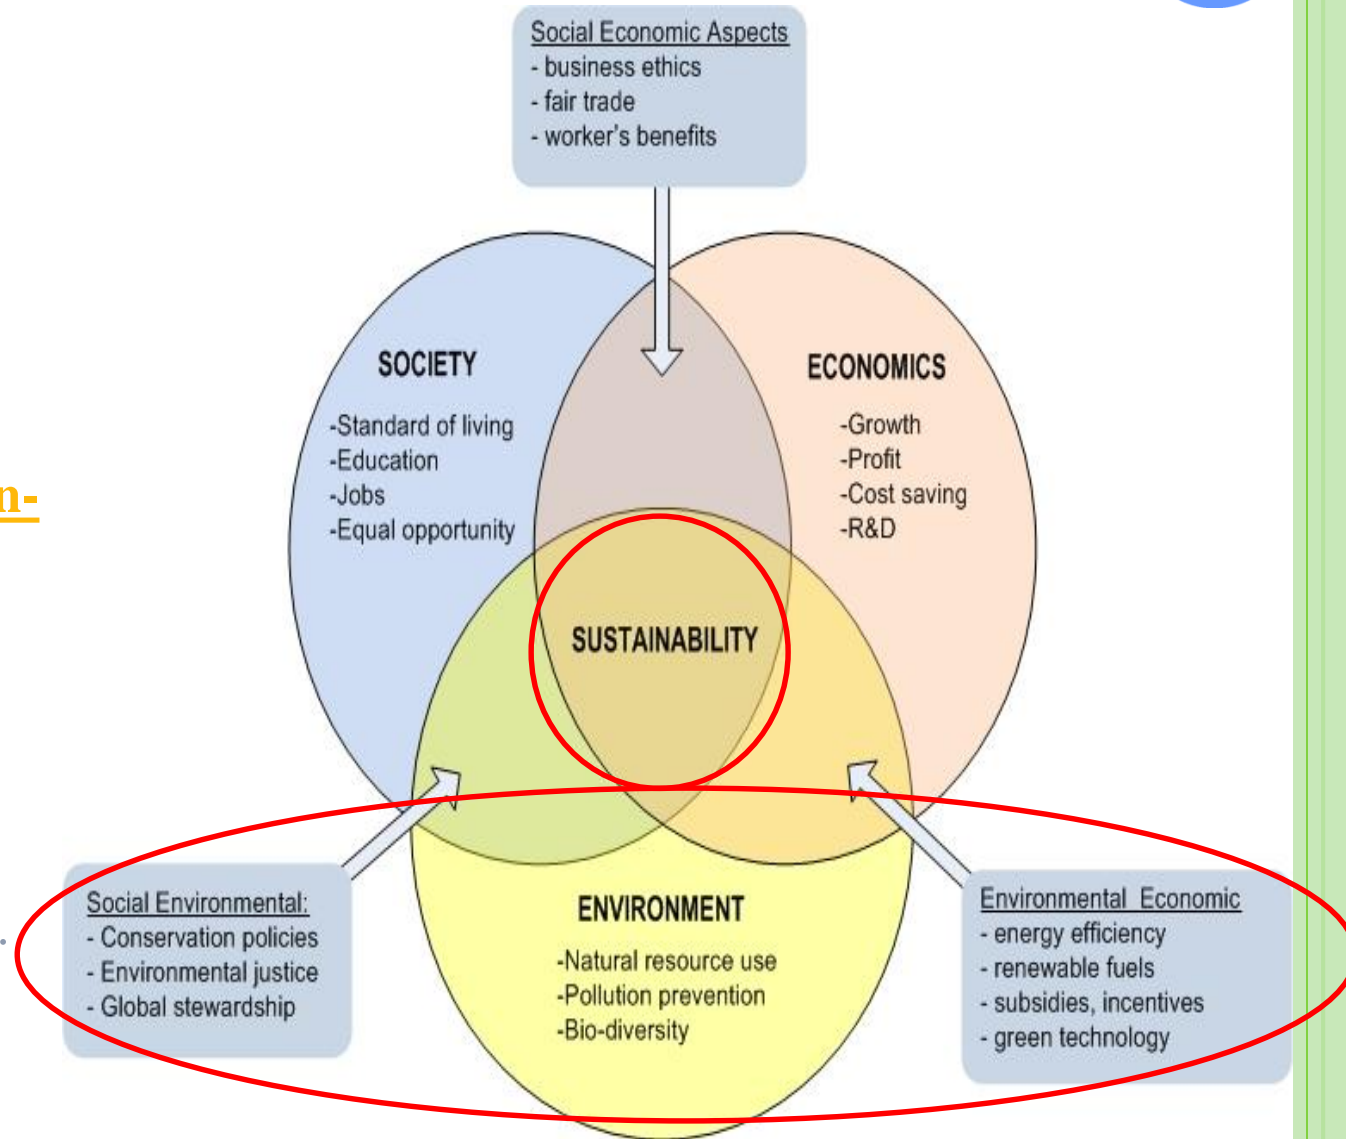 Social Economic Aspects
- business ethics
- fair trade
- worker's benefits
SOCIETY
-Standard of living
-Education
-Jobs
-Equal opportunity
ECONOMICS
-Growth
-Profit
-Cost saving
-R&D
n-
SUSTAINABILITY
Social Environmental:
- Conservation policies
- Environmental justice
- Global stewardship
.
ENVIRONMENT
-Natural resource use
-Pollution prevention
-Bio-diversity
Environmental Economic
- energy efficiency
- renewable fuels
- subsidies, incentives
- green technology